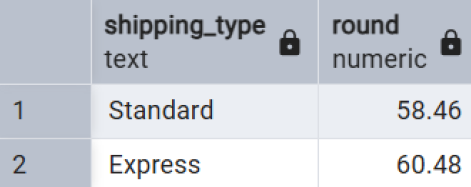 shipping_type round
text numeric
1 Standard 58.46
2 Express 60.48